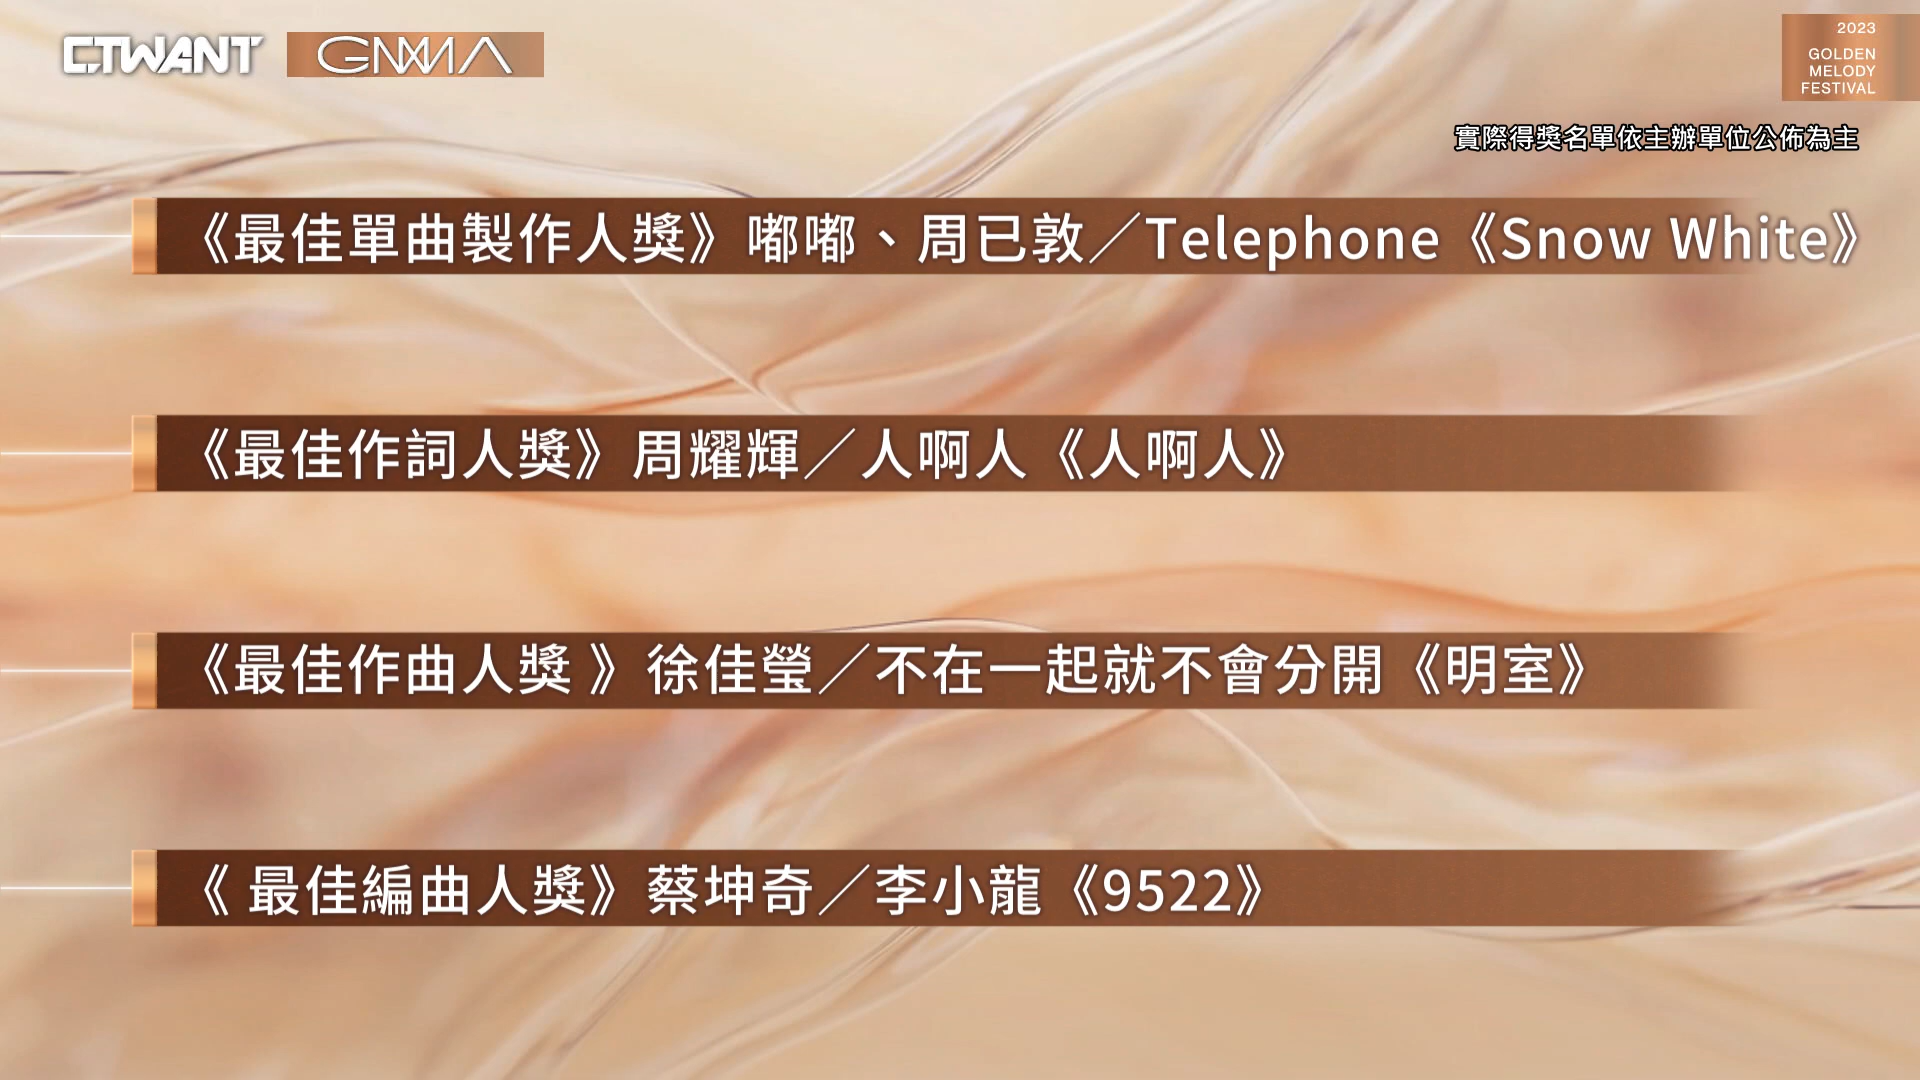 CTWANT GMMA
2023
GOLDEN
MELODY
FESTIVAL
實際得獎名單依主辦單位公佈為主
《最佳單曲製作人獎》嘟嘟、周已敦／Telephone《Snow White》
《最佳作詞人獎》周耀輝／人啊人《人啊人》
《最佳作曲人獎 》徐佳瑩／不在一起就不會分開《明室》
《 最佳編曲人獎》蔡坤奇／李小龍《9522》